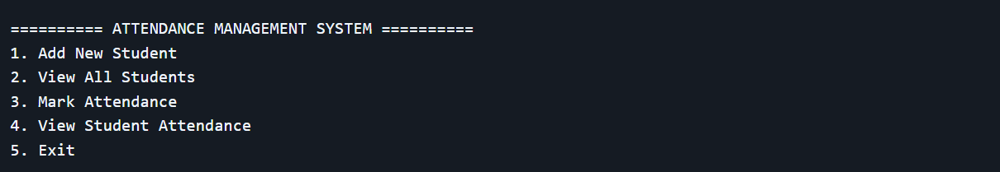 ========== ATTENDANCE MANAGEMENT SYSTEM ==========
1. Add New Student
2. View All Students
3. Mark Attendance
4. View Student Attendance
5. Exit